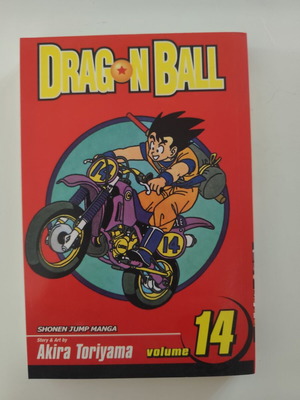 DRAGON BALL
14
14
SHONEN JUMP MANGA
Story & Art by
Akira Toriyama
volume 14